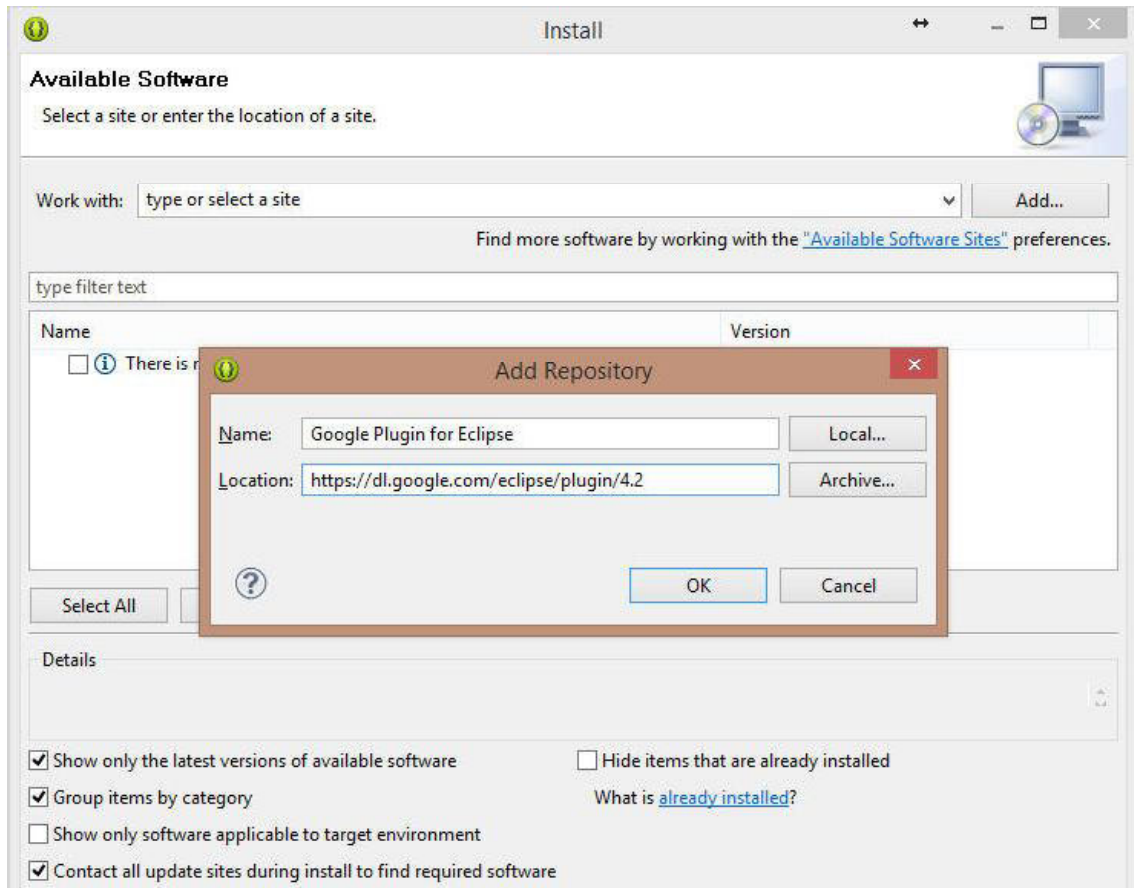 Install
Available Software
Select a site or enter the location of a site.
Work with: type or select a site Add...
Find more software by working with the "Available Software Sites" preferences.
type filter text
Name Version
There is
Add Repository
Name: Google Plugin for Eclipse Local...
Location: https://dl.google.com/eclipse/plugin/4.2 Archive...
OK Cancel
Select All
Details
Show only the latest versions of available software Hide items that are already installed
Group items by category What is already installed?
Show only software applicable to target environment
Contact all update sites during install to find required software